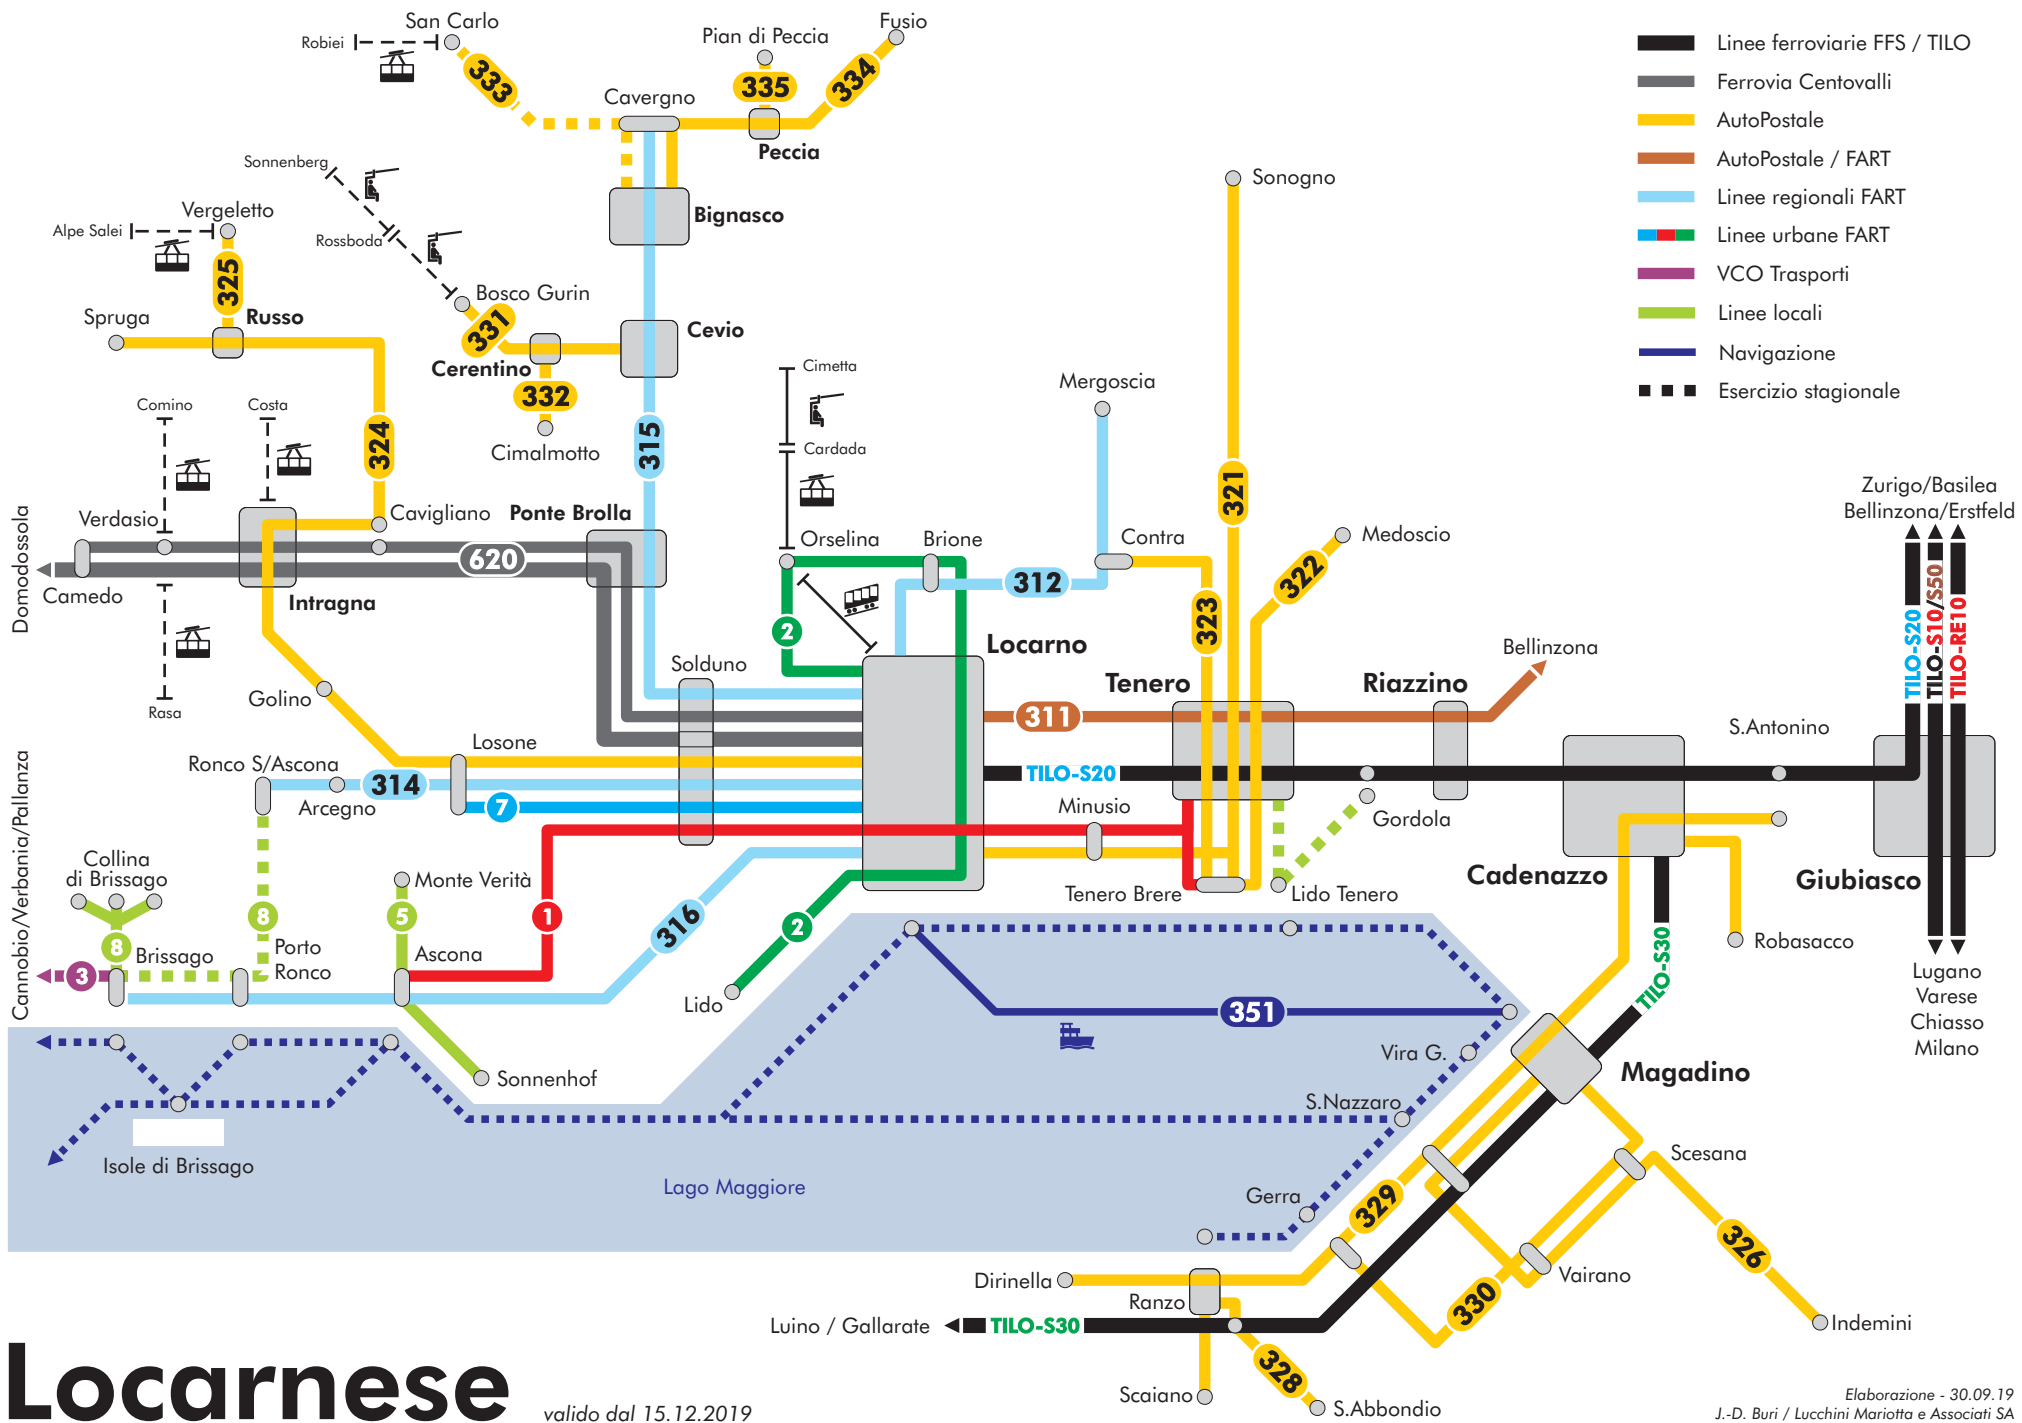 San Carlo
Robiei
333
Pian di Peccia
335
Fusio
334
Cavergno
Peccia
Sonnenberg
Rossboda
Bignasco
Vergeletto
Alpe Salei
325
Spruga
Russo
Bosco Gurin
331
Cerentino
332
Cimalmotto
Cevio
315
324
Comino
Costa
Cimetta
Cardada
Mergoscia
Sonogno
321
Linee ferroviarie FFS / TILO
Ferrovia Centovalli
AutoPostale
AutoPostale / FART
Linee regionali FART
Linee urbane FART
VCO Trasporti
Linee locali
Navigazione
Esercizio stagionale
Zurigo/Basilea
Bellinzona/Erstfeld
TILO-S20
TILO-S10/S50
TILO-RE10
Domodossola
Verdasio
Camedo
Cavigliano
620
Ponte Brolla
Intragna
Rasa
Golino
Solduno
Orselina
Brione
2
312
Contra
323
322
Medoscio
Locarno
311
Tenero
Riazzino
Bellinzona
TILO-S20
S.Antonino
Gordola
Minusio
Tenero Brere
Lido Tenero
Cadenazzo
Giubiasco
Robasacco
TILO-S30
Lugano
Varese
Chiasso
Milano
Cannobio/Verbania/Pallanza
Losone
Ronco S/Ascona
Arcegno
314
7
Collina
di Brissago
8
8
3
Brissago
Porto
Ronco
Monte Verità
5
Ascona
1
316
2
Lido
Sonnenhof
Isole di Brissago
Lago Maggiore
351
Vira G.
S.Nazzaro
Gerra
Magadino
Scesana
329
326
330
Vairano
Indemini
Dirinella
Ranzo
Luino / Gallarate
TILO-S30
Scaiano
328
S.Abbondio
Locarnese
valido dal 15.12.2019
Elaborazione - 30.09.19
J.-D. Buri / Lucchini Mariotta e Associati SA